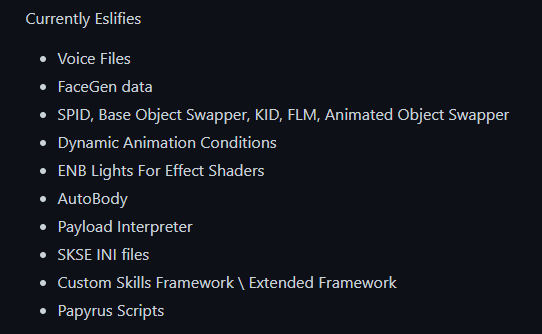 Currently Eslifies
• Voice Files
• FaceGen data
• SPID, Base Object Swapper, KID, FLM, Animated Object Swapper
• Dynamic Animation Conditions
• ENB Lights For Effect Shaders
• AutoBody
• Payload Interpreter
• SKSE INI files
• Custom Skills Framework \ Extended Framework
• Papyrus Scripts